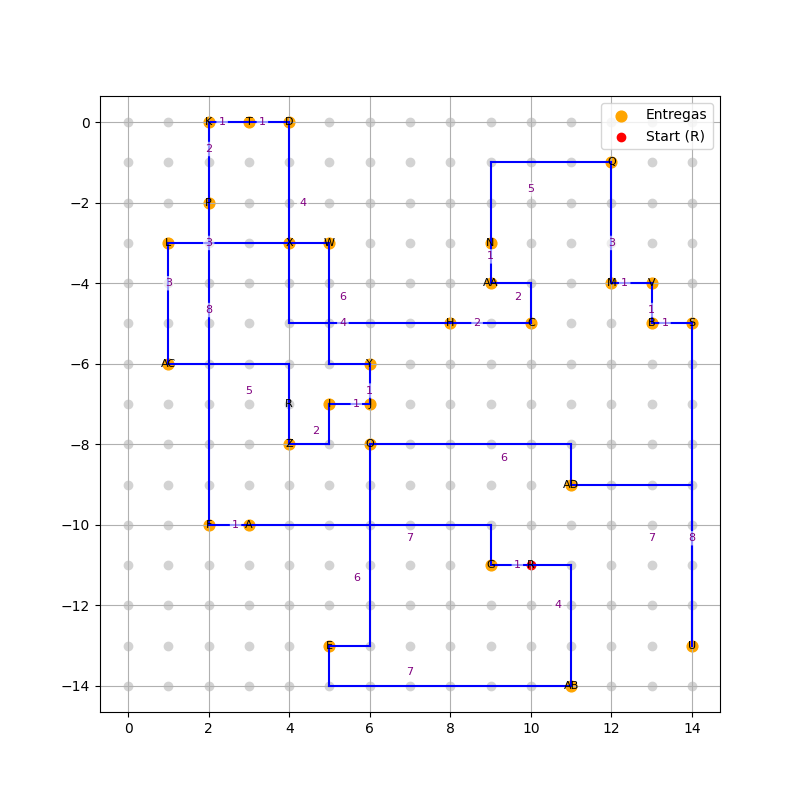 0
K 1 T 1 D
Entregas
Start (R)
2
Q
−2
P
4
5
L 3 X W
N
3
1
−4
3
AA
M 1 V
2
6
8
1
4 H 2 C
B 1 S
−6
AC
Y
5
1
R
1
2
−8
Z
O
6
AD
−10
F 1 A
7
7
8
G 1 R
6
4
−12
E
U
7
−14
AB
0 2 4 6 8 10 12 14